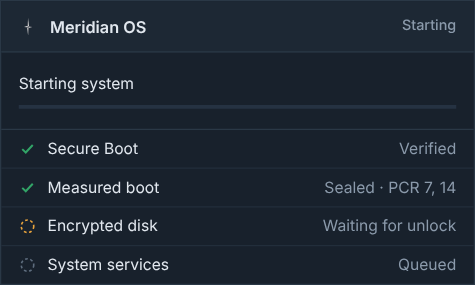 Meridian OS Starting
Starting system
Secure Boot Verified
Measured boot Sealed · PCR 7, 14
Encrypted disk Waiting for unlock
System services Queued